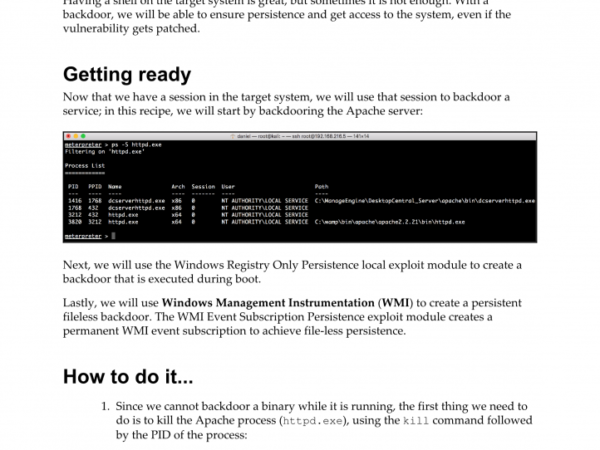 Having a shell on the target system is great, but sometimes it is not enough. With a
backdoor, we will be able to ensure persistence and get access to the system, even if the
vulnerability gets patched.
Getting ready
Now that we have a session in the target system, we will use that session to backdoor a
service; in this recipe, we will start by backdooring the Apache server:
daniel — root@kali: ~ — ssh root@192.168.216.5 — 141×14
meterpreter > ps -S httpd.exe
Filtering on 'httpd.exe'
Process List
============
PID PPID Name Arch Session User Path
--- ---- ---- ---- ------- ---- ----
1416 1768 dcserverhttpd.exe x86 0 NT AUTHORITY\LOCAL SERVICE C:\ManageEngine\DesktopCentral_Server\apache\bin\dcserverhttpd.exe
1768 432 dcserverhttpd.exe x86 0 NT AUTHORITY\LOCAL SERVICE
3212 432 httpd.exe x64 0 NT AUTHORITY\LOCAL SERVICE
3820 3212 httpd.exe x64 0 NT AUTHORITY\LOCAL SERVICE C:\wamp\bin\apache\apache2.2.21\bin\httpd.exe
meterpreter >
Next, we will use the Windows Registry Only Persistence local exploit module to create a
backdoor that is executed during boot.
Lastly, we will use Windows Management Instrumentation (WMI) to create a persistent
fileless backdoor. The WMI Event Subscription Persistence exploit module creates a
permanent WMI event subscription to achieve file-less persistence.
How to do it...
1. Since we cannot backdoor a binary while it is running, the first thing we need to
do is to kill the Apache process (httpd.exe), using the kill command followed
by the PID of the process: